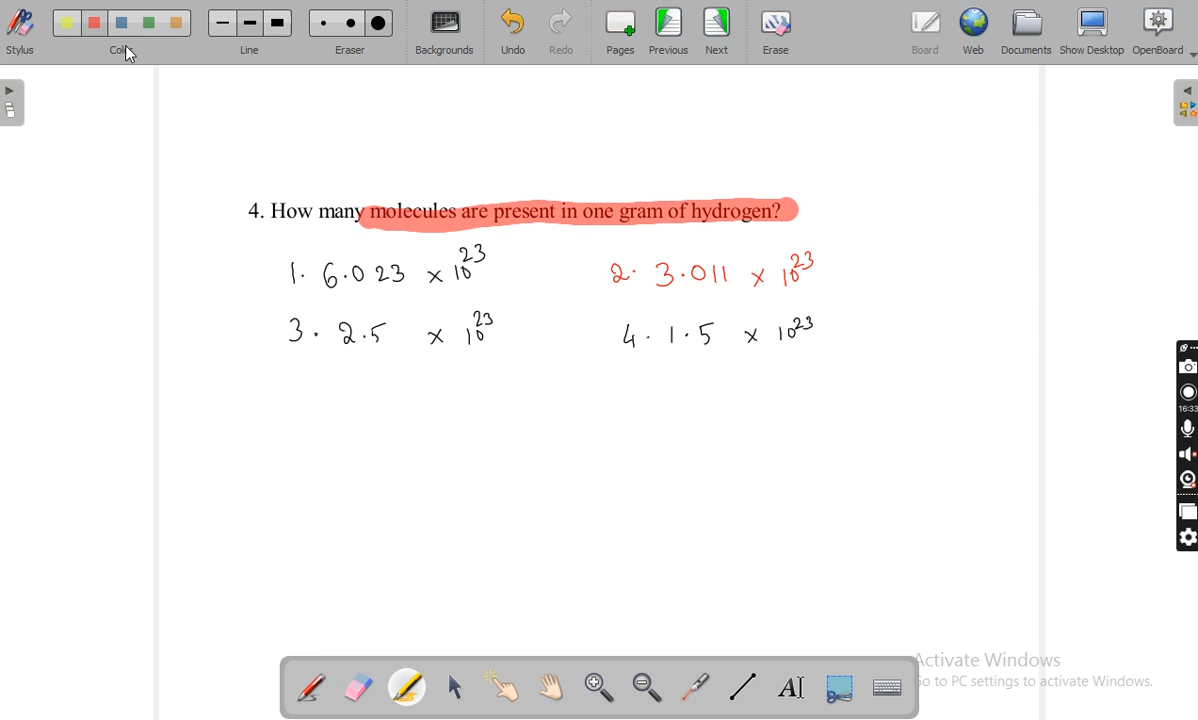 Stylus Color Line Eraser Backgrounds Undo Redo Pages Previous Next Erase Board Web Documents Show Desktop OpenBoard
4. How many molecules are present in one gram of hydrogen?
1. 6.023 x 10^23 2. 3.011 x 10^23
3. 2.5 x 10^23 4. 1.5 x 10^23
16:33
Activate Windows
Go to PC settings to activate Windows.